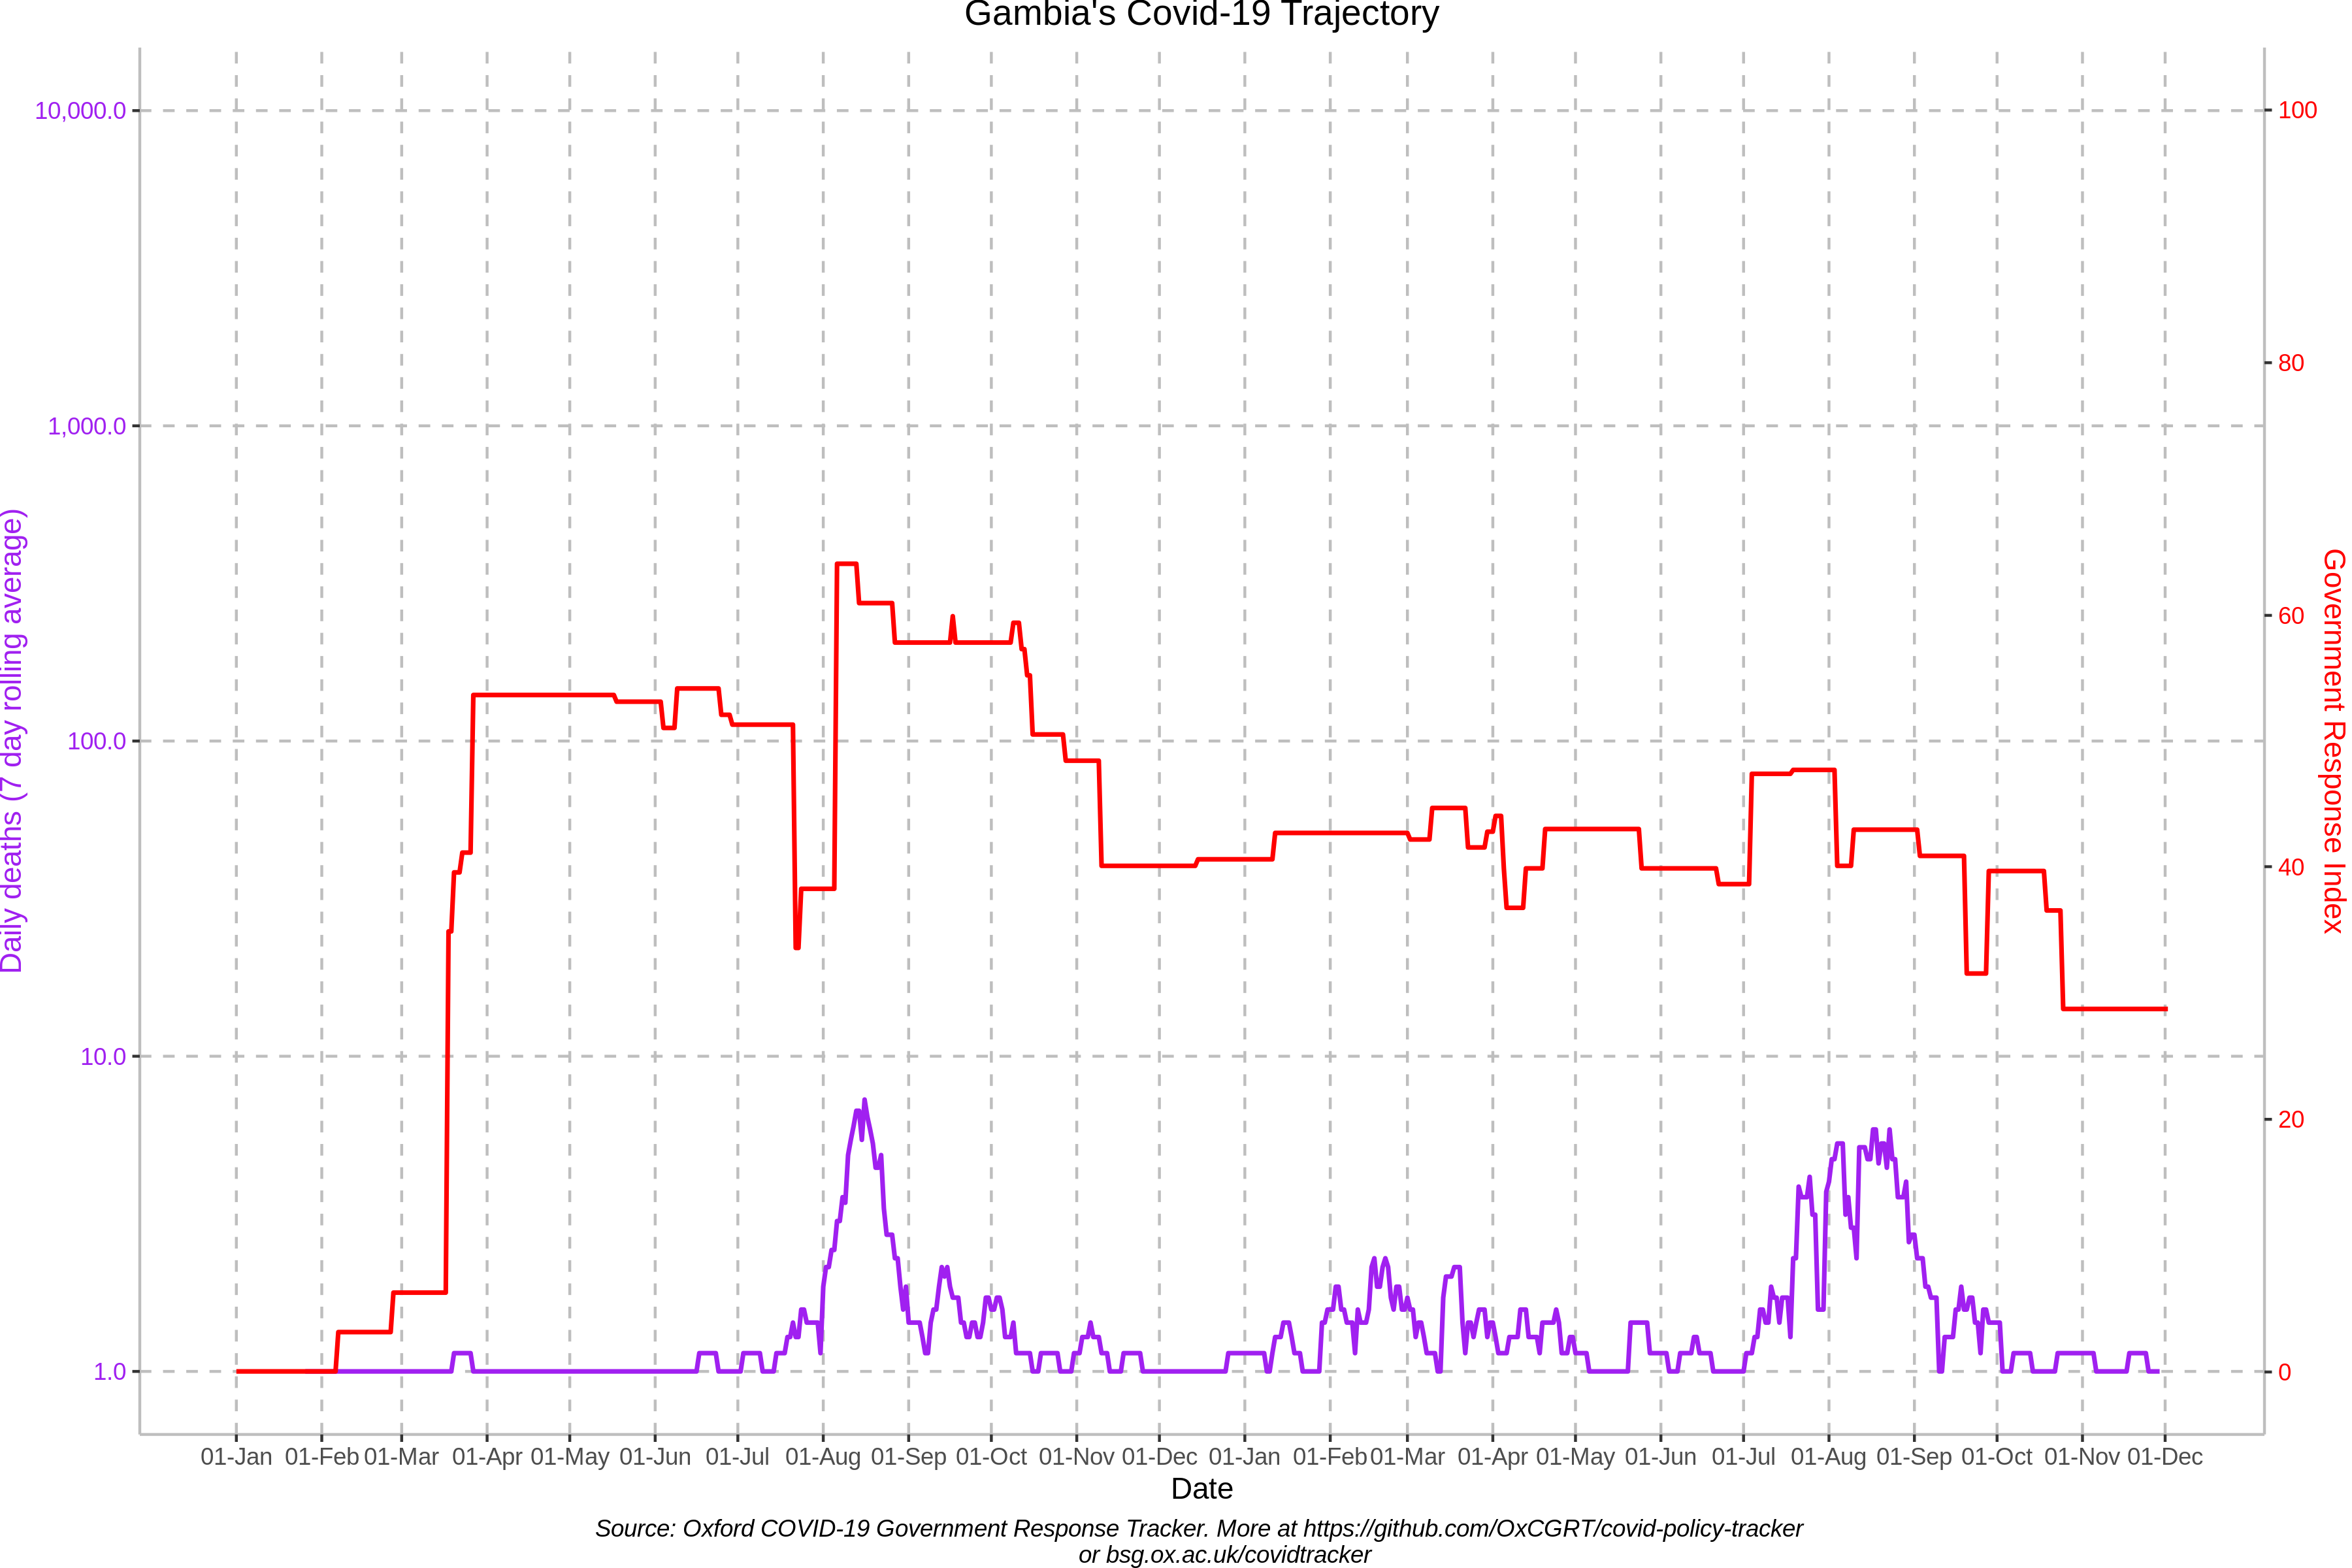 Gambia's Covid-19 Trajectory
10,000.0
1,000.0
100.0
10.0
1.0
Daily deaths (7 day rolling average)
100
80
60
40
20
0
Government Response Index
01-Jan 01-Feb 01-Mar 01-Apr 01-May 01-Jun 01-Jul 01-Aug 01-Sep 01-Oct 01-Nov 01-Dec 01-Jan 01-Feb 01-Mar 01-Apr 01-May 01-Jun 01-Jul 01-Aug 01-Sep 01-Oct 01-Nov 01-Dec
Date
Source: Oxford COVID-19 Government Response Tracker. More at https://github.com/OxCGRT/covid-policy-tracker
or bsg.ox.ac.uk/covidtracker